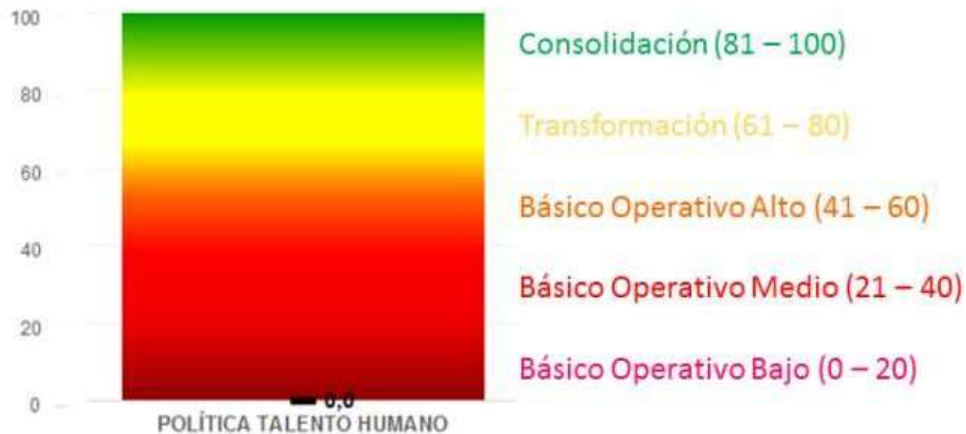 100
Consolidación (81 – 100)
80
Transformación (61 – 80)
60
Básico Operativo Alto (41 – 60)
40
Básico Operativo Medio (21 – 40)
20
Básico Operativo Bajo (0 – 20)
0
0,0
POLÍTICA TALENTO HUMANO